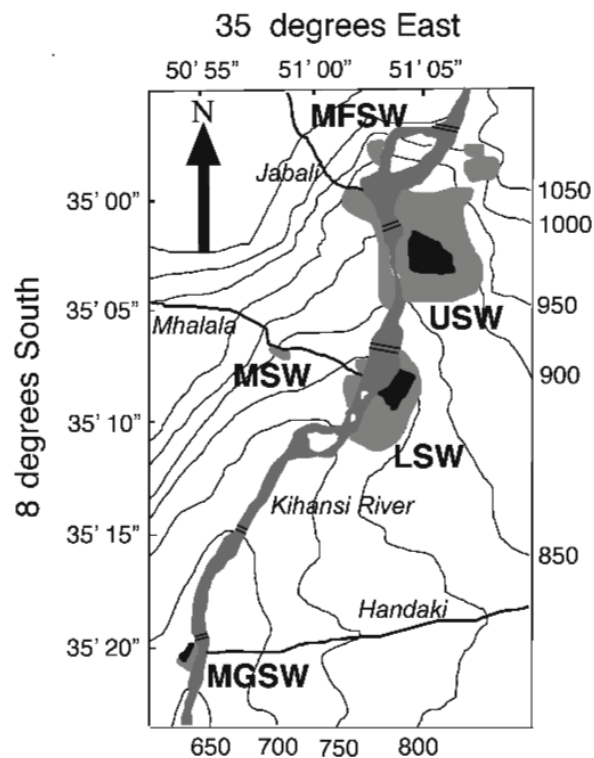 35 degrees East
50' 55” 51' 00” 51' 05”
N
MFSW
Jabali
35' 00”
1050
1000
35' 05”
950
Mhalala
USW
MSW
900
35' 10”
LSW
8 degrees South
Kihansi River
35' 15”
850
Handaki
35' 20”
MGSW
650 700 750 800